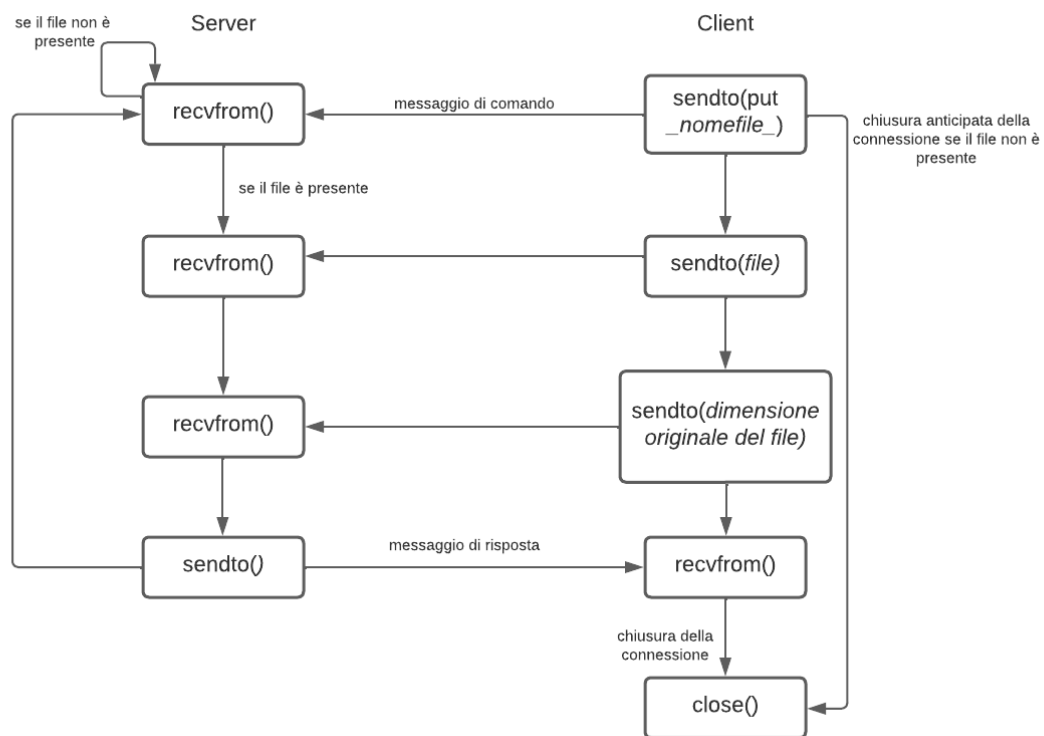 Server
Client
se il file non è
presente
recvfrom()
messaggio di comando
sendto(put
_nomefile_)
chiusura anticipata della
connessione se il file non è
presente
se il file è presente
recvfrom()
sendto(file)
recvfrom()
sendto(dimensione
originale del file)
sendto()
messaggio di risposta
recvfrom()
chiusura della
connessione
close()